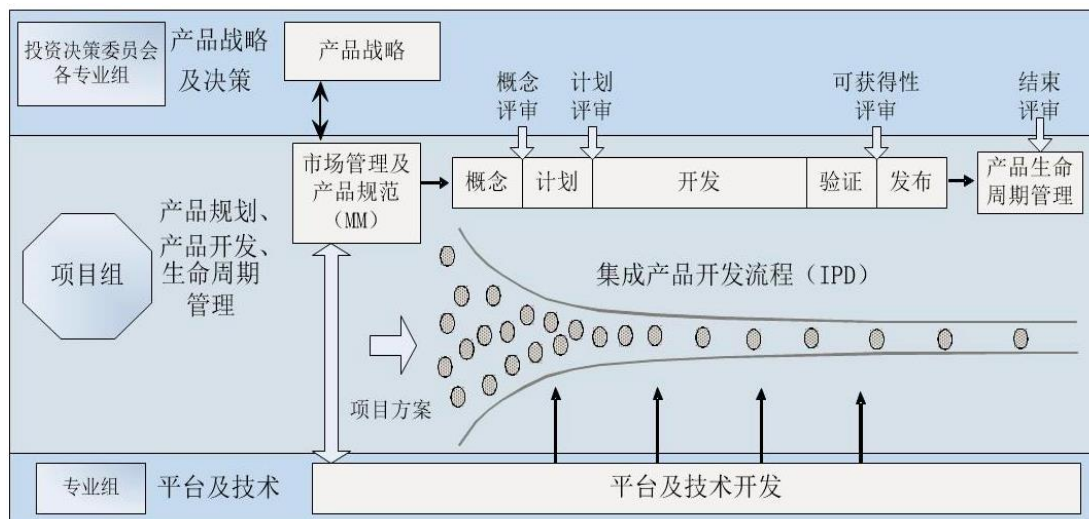 投资决策委员会
各专业组
产品战略
及决策
产品战略
概念
评审
计划
评审
可获得性
评审
结束
评审
市场管理及
产品规范
（MM）
概念
计划
开发
验证
发布
产品生命
周期管理
项目组
产品规划、
产品开发、
生命周期
管理
集成产品开发流程（IPD）
项目方案
专业组
平台及技术
平台及技术开发